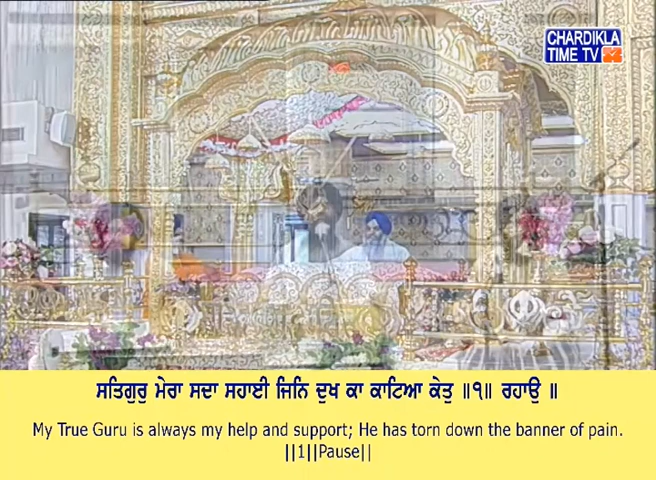 CHARDIKLA
TIME TV
ਸਤਿਗੁਰੁ ਮੇਰਾ ਸਦਾ ਸਹਾਈ ਜਿਨਿ ਦੁਖ ਕਾ ਕਾਟਿਆ ਕੇਤੁ ॥੧॥ ਰਹਾਉ ॥
My True Guru is always my help and support; He has torn down the banner of pain.
||1||Pause||